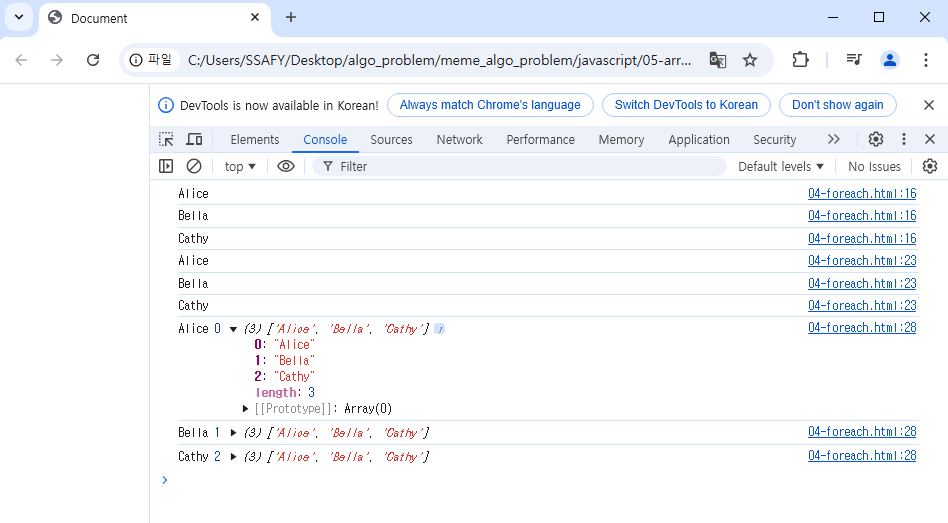 Document
파일 C:/Users/SSAFY/Desktop/algo_problem/meme_algo_problem/javascript/05-arr...
DevTools is now available in Korean! Always match Chrome's language Switch DevTools to Korean Don't show again
Elements Console Sources Network Performance Memory Application Security
top Filter Default levels No Issues
Alice 04-foreach.html:16
Bella 04-foreach.html:16
Cathy 04-foreach.html:16
Alice 04-foreach.html:23
Bella 04-foreach.html:23
Cathy 04-foreach.html:23
Alice 0 (3) ['Alice', 'Bella', 'Cathy'] i 04-foreach.html:28
0: "Alice"
1: "Bella"
2: "Cathy"
length: 3
[[Prototype]]: Array(0)
Bella 1 (3) ['Alice', 'Bella', 'Cathy'] 04-foreach.html:28
Cathy 2 (3) ['Alice', 'Bella', 'Cathy'] 04-foreach.html:28